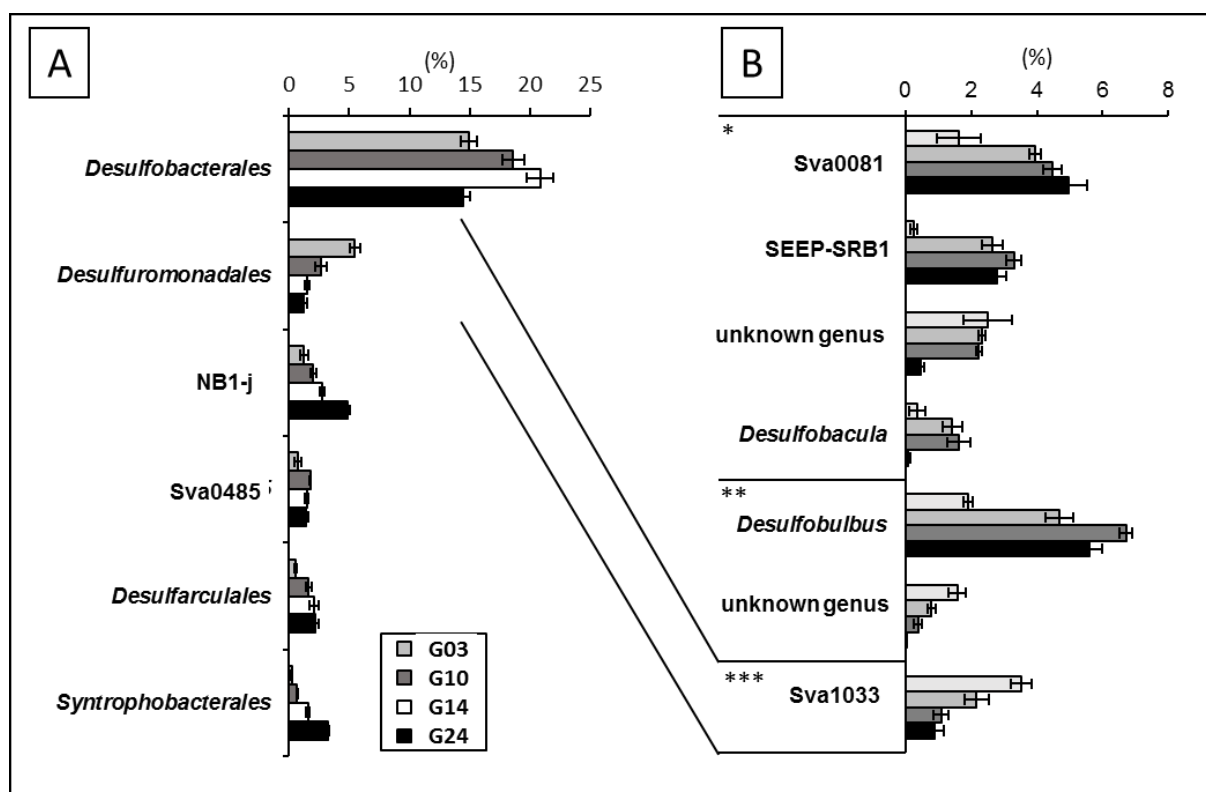 A
(%)
0 5 10 15 20 25
Desulfobacterales
Desulfuromonadales
NB1-j
Sva0485
Desulfarculales
Syntrophobacterales
G03
G10
G14
G24
B
(%)
0 2 4 6 8
*
Sva0081
SEEP-SRB1
unknown genus
Desulfobacula
**
Desulfobulbus
unknown genus
***
Sva1033